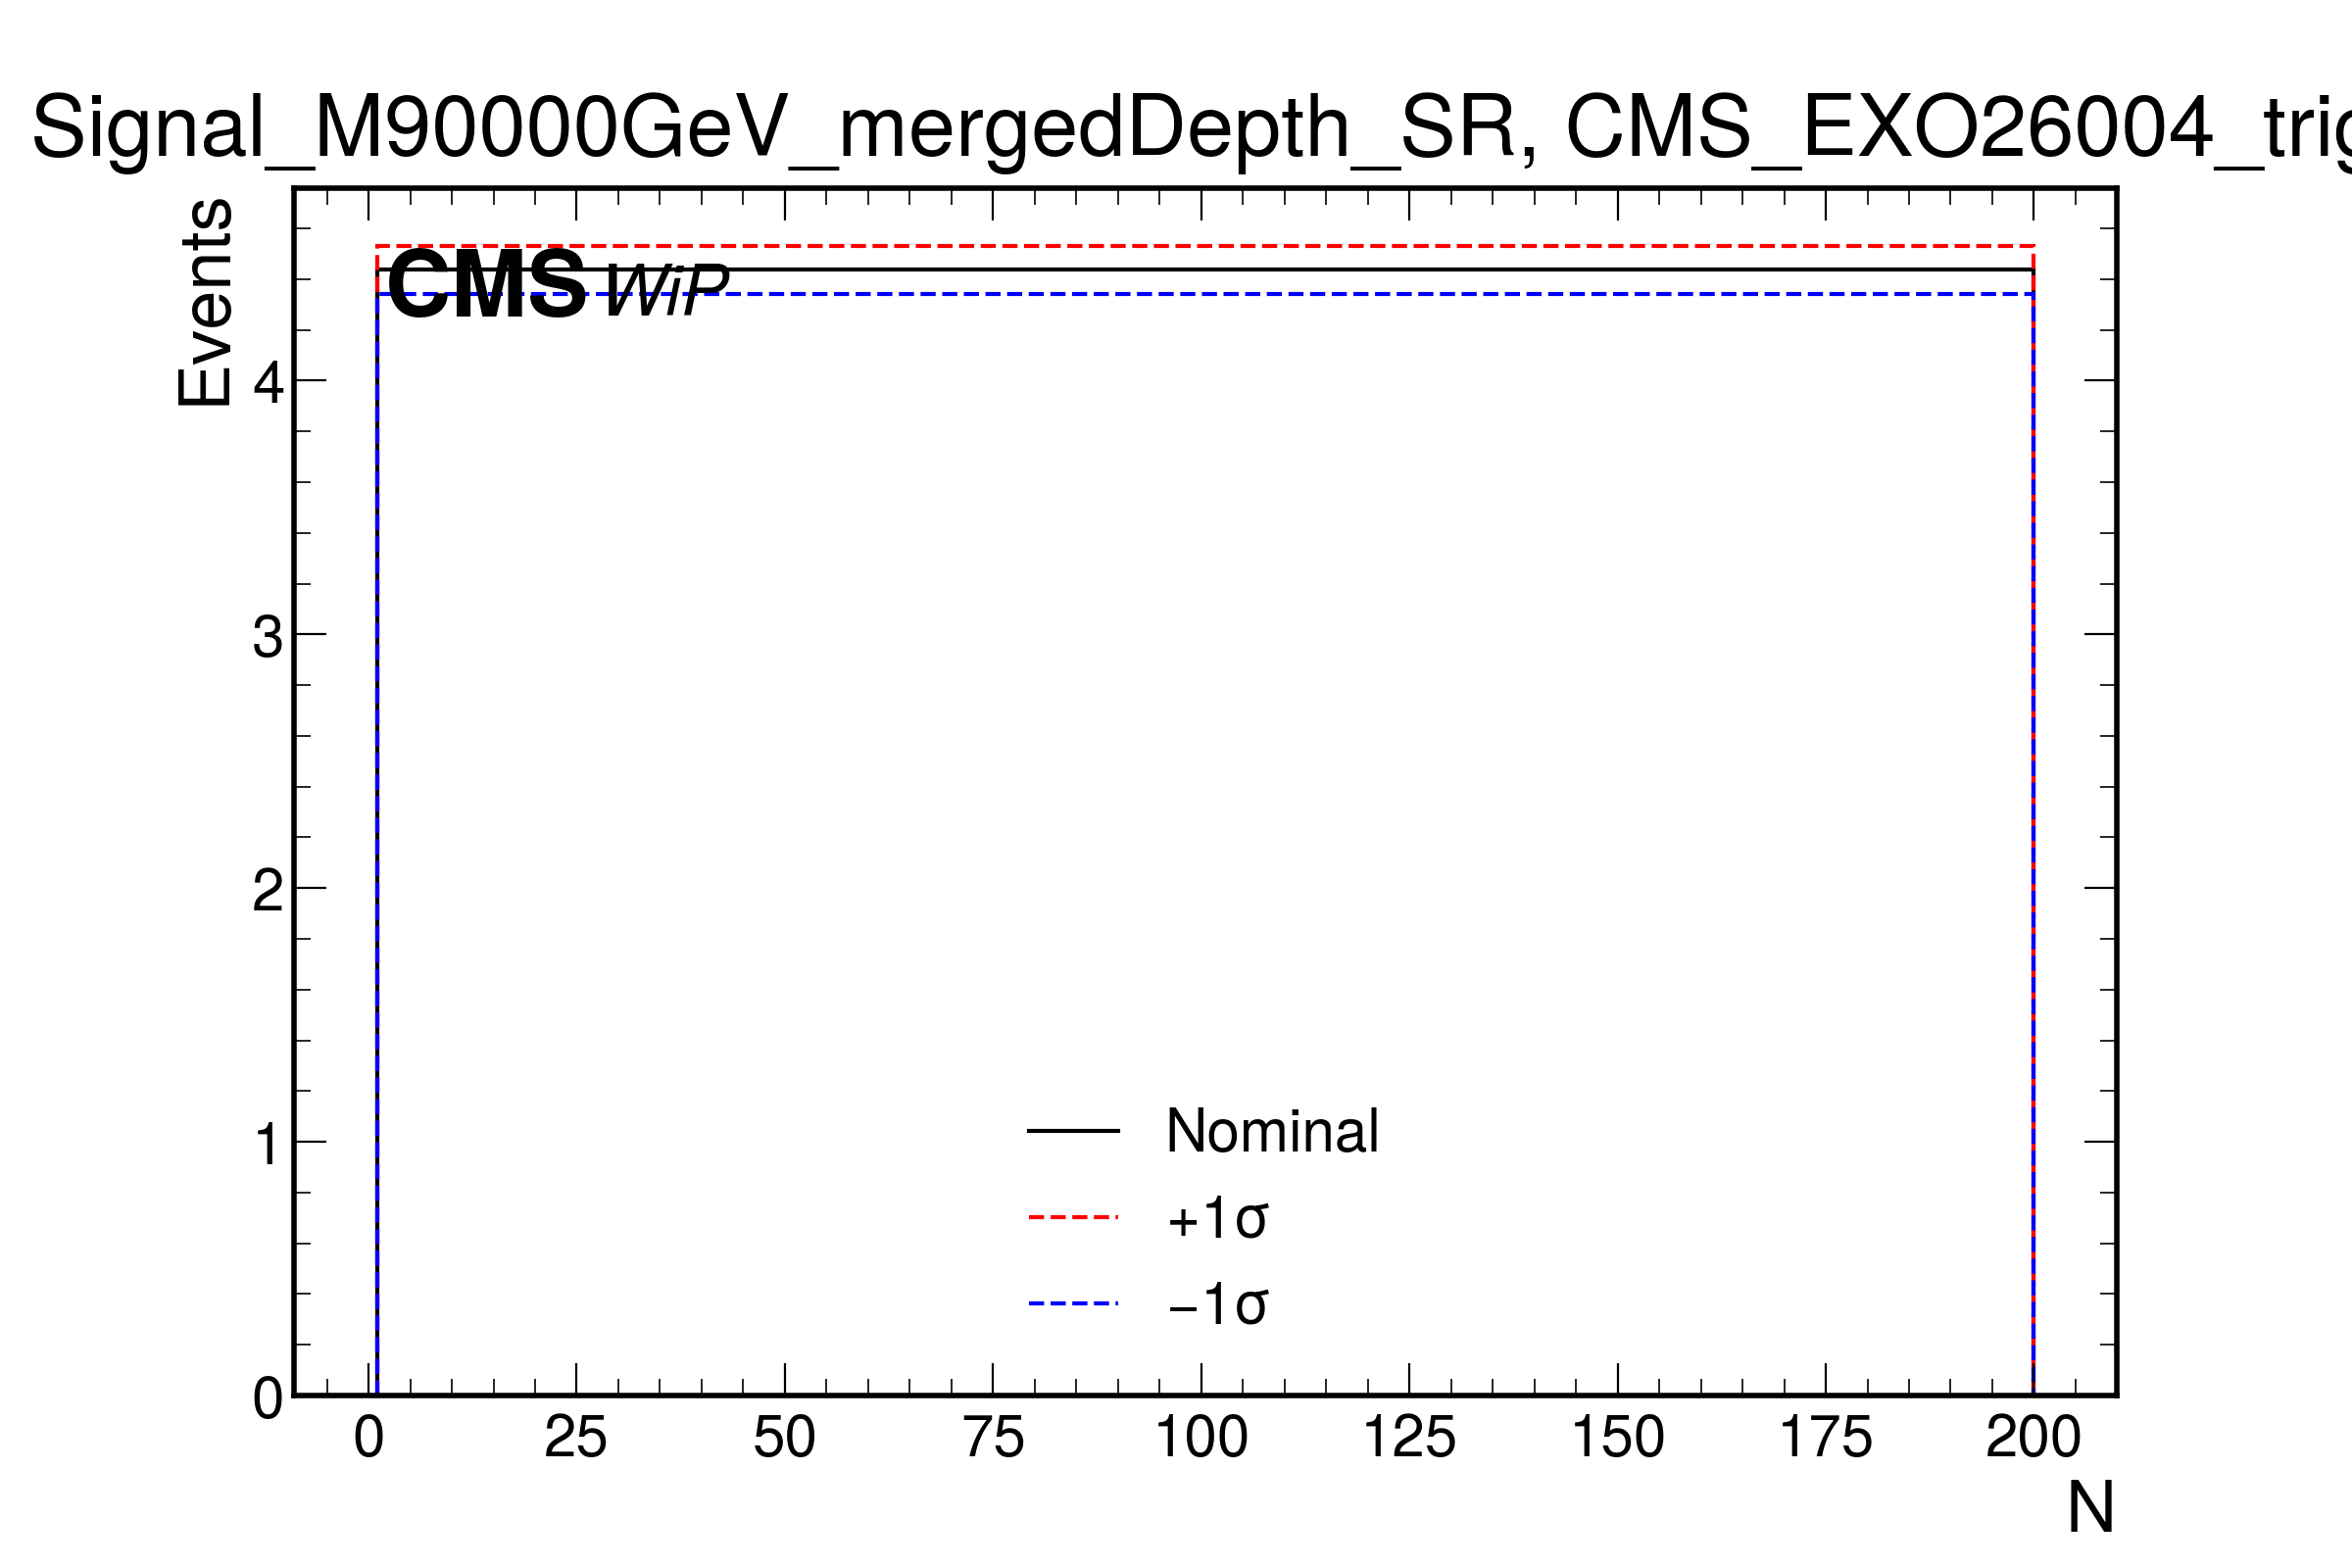 Signal_M90000GeV_mergedDepth_SR, CMS_EXO26004_trig
Events
CMS WiP
4
3
2
1
0
Nominal
+1σ
−1σ
0 25 50 75 100 125 150 175 200
N